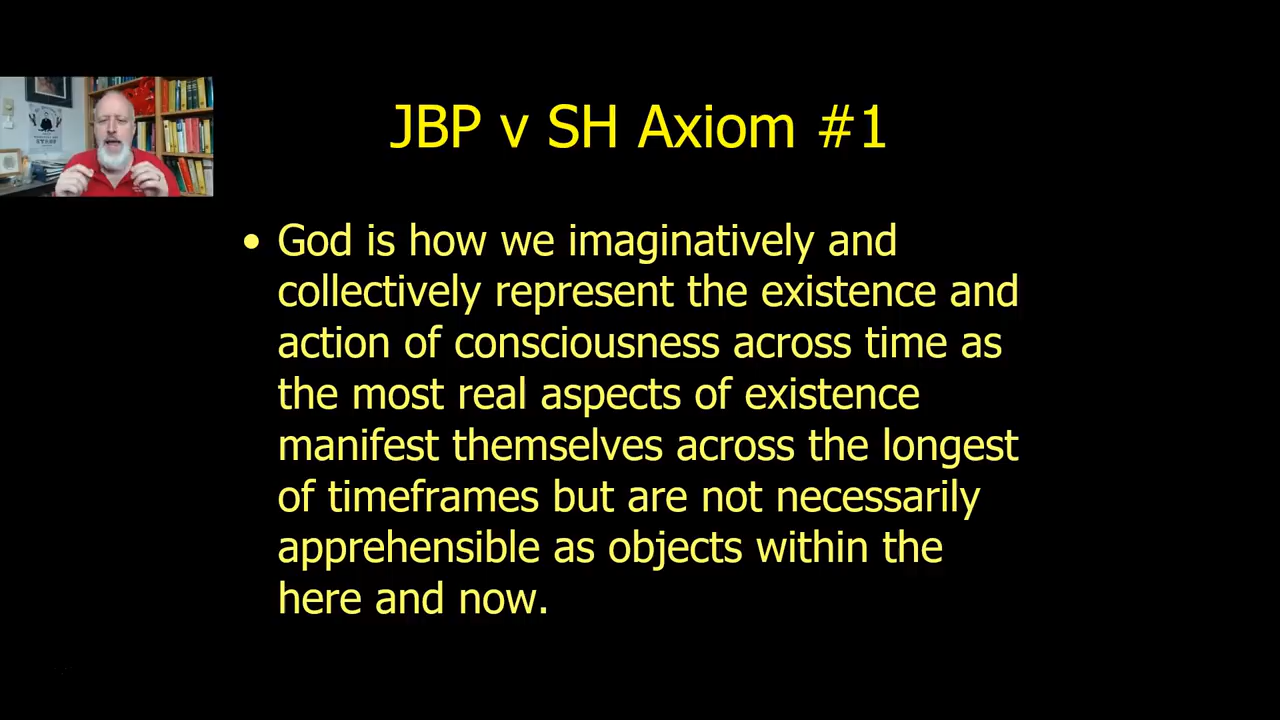 JBP v SH Axiom #1
• God is how we imaginatively and
collectively represent the existence and
action of consciousness across time as
the most real aspects of existence
manifest themselves across the longest
of timeframes but are not necessarily
apprehensible as objects within the
here and now.